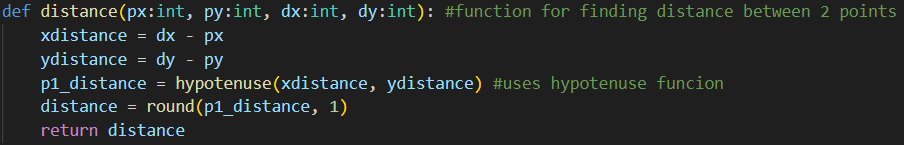 def distance(px:int, py:int, dx:int, dy:int): #function for finding distance between 2 points
    xdistance = dx - px
    ydistance = dy - py
    p1_distance = hypotenuse(xdistance, ydistance) #uses hypotenuse funcion
    distance = round(p1_distance, 1)
    return distance